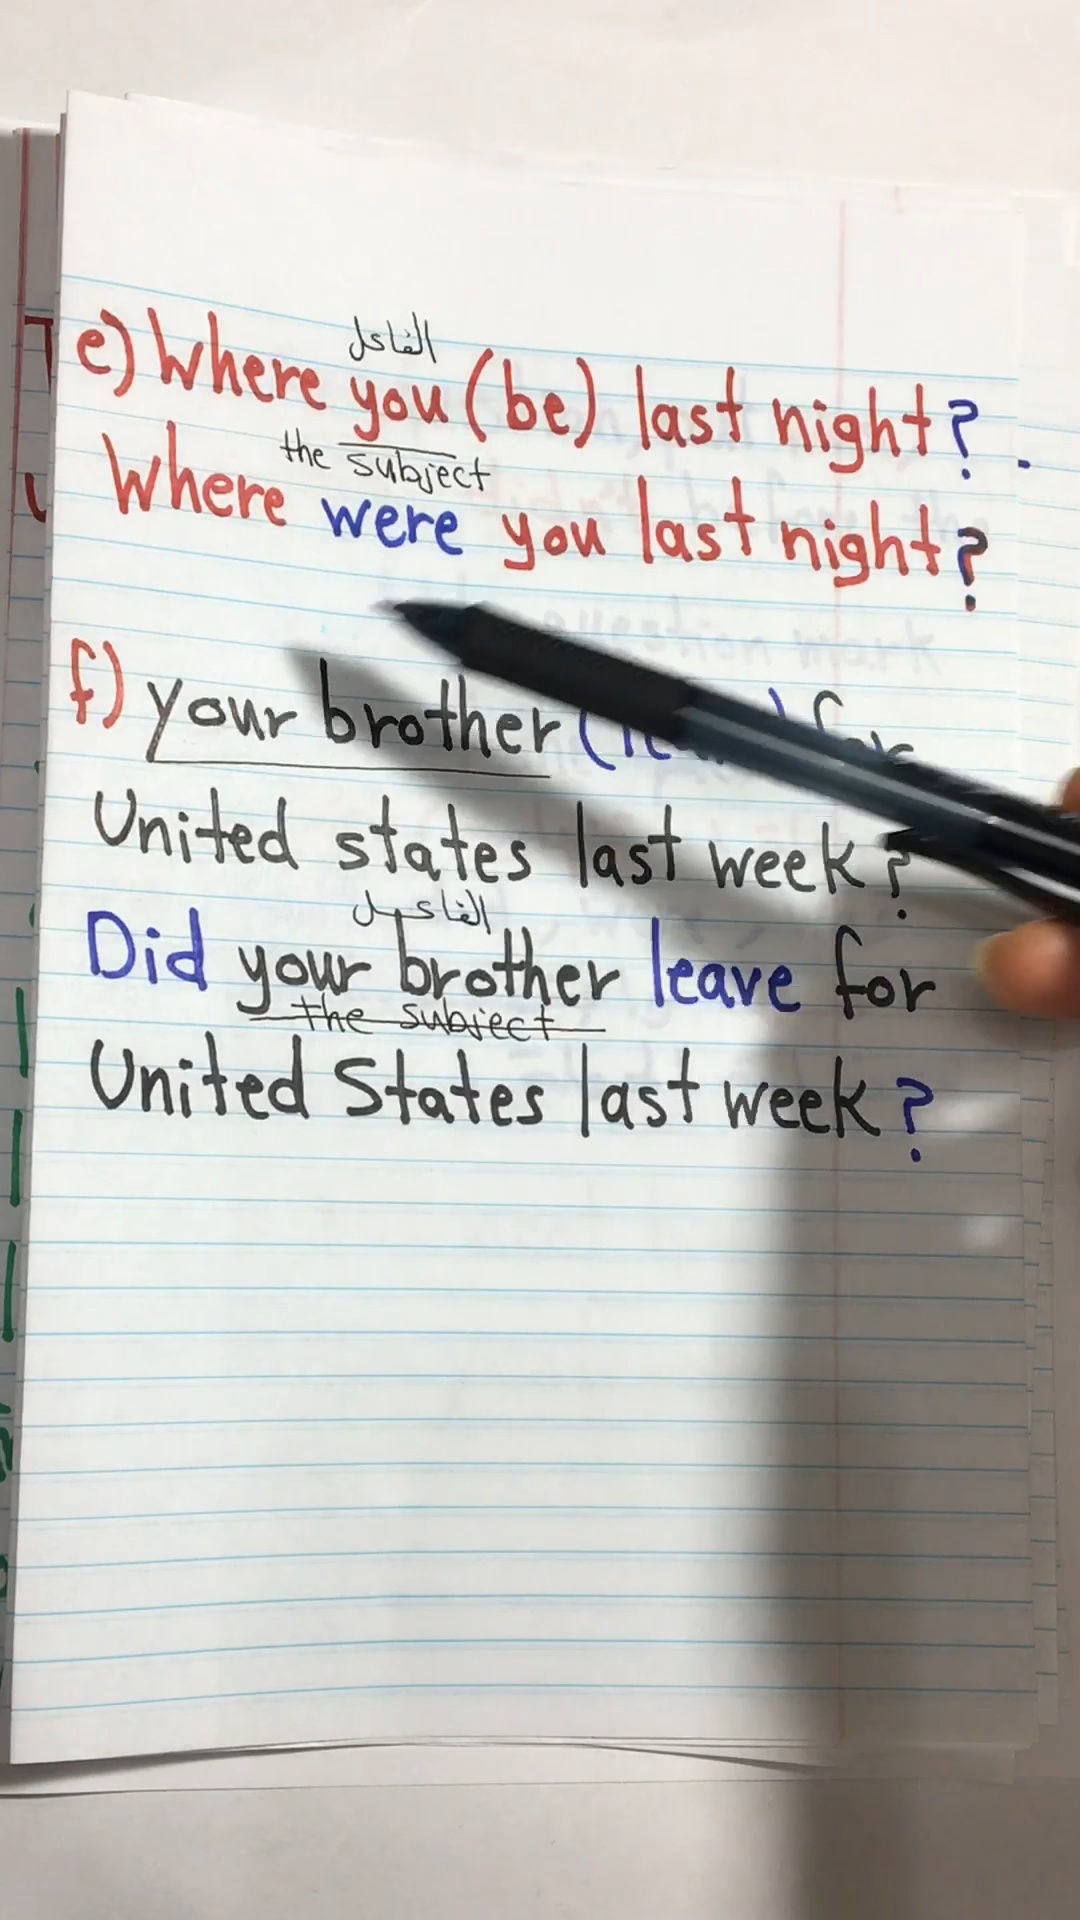 الفاعل
e) Where you (be) last night?
the subject
Where were you last night?
f) your brother ( ) for
United states last week?
الفاعل
Did your brother leave for
the subject
United States last week?